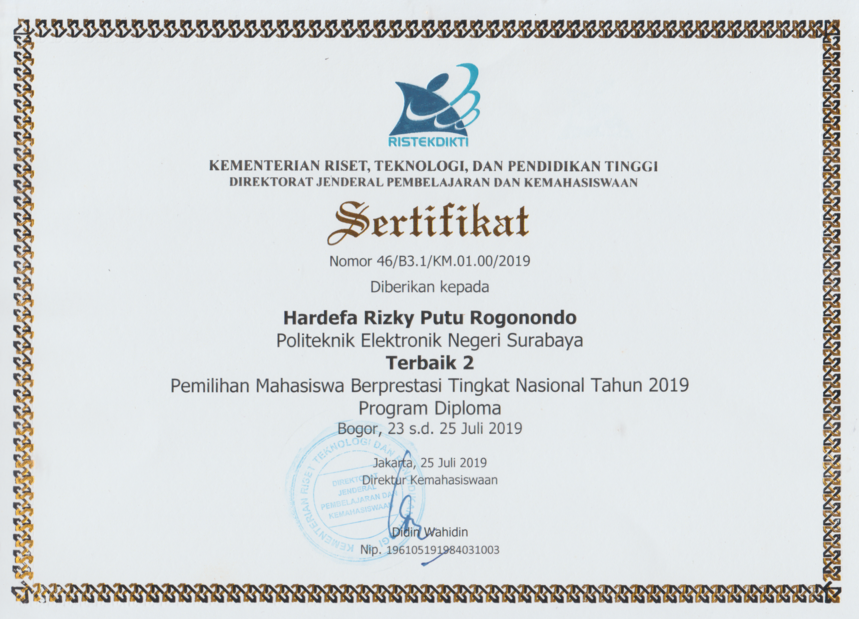 RISTEKDIKTI
KEMENTERIAN RISET, TEKNOLOGI, DAN PENDIDIKAN TINGGI
DIREKTORAT JENDERAL PEMBELAJARAN DAN KEMAHASISWAAN
Sertifikat
Nomor 46/B3.1/KM.01.00/2019
Diberikan kepada
Hardefa Rizky Putu Rogonondo
Politeknik Elektronik Negeri Surabaya
Terbaik 2
Pemilihan Mahasiswa Berprestasi Tingkat Nasional Tahun 2019
Program Diploma
Bogor, 23 s.d. 25 Juli 2019
Jakarta, 25 Juli 2019
Direktur Kemahasiswaan
KEMENTERIAN RISET TEKNOLOGI DAN
DIREKTORAT
JENDERAL
PEMBELAJARAN DAN
KEMAHASISWAAN
Didin Wahidin
Nip. 196105191984031003